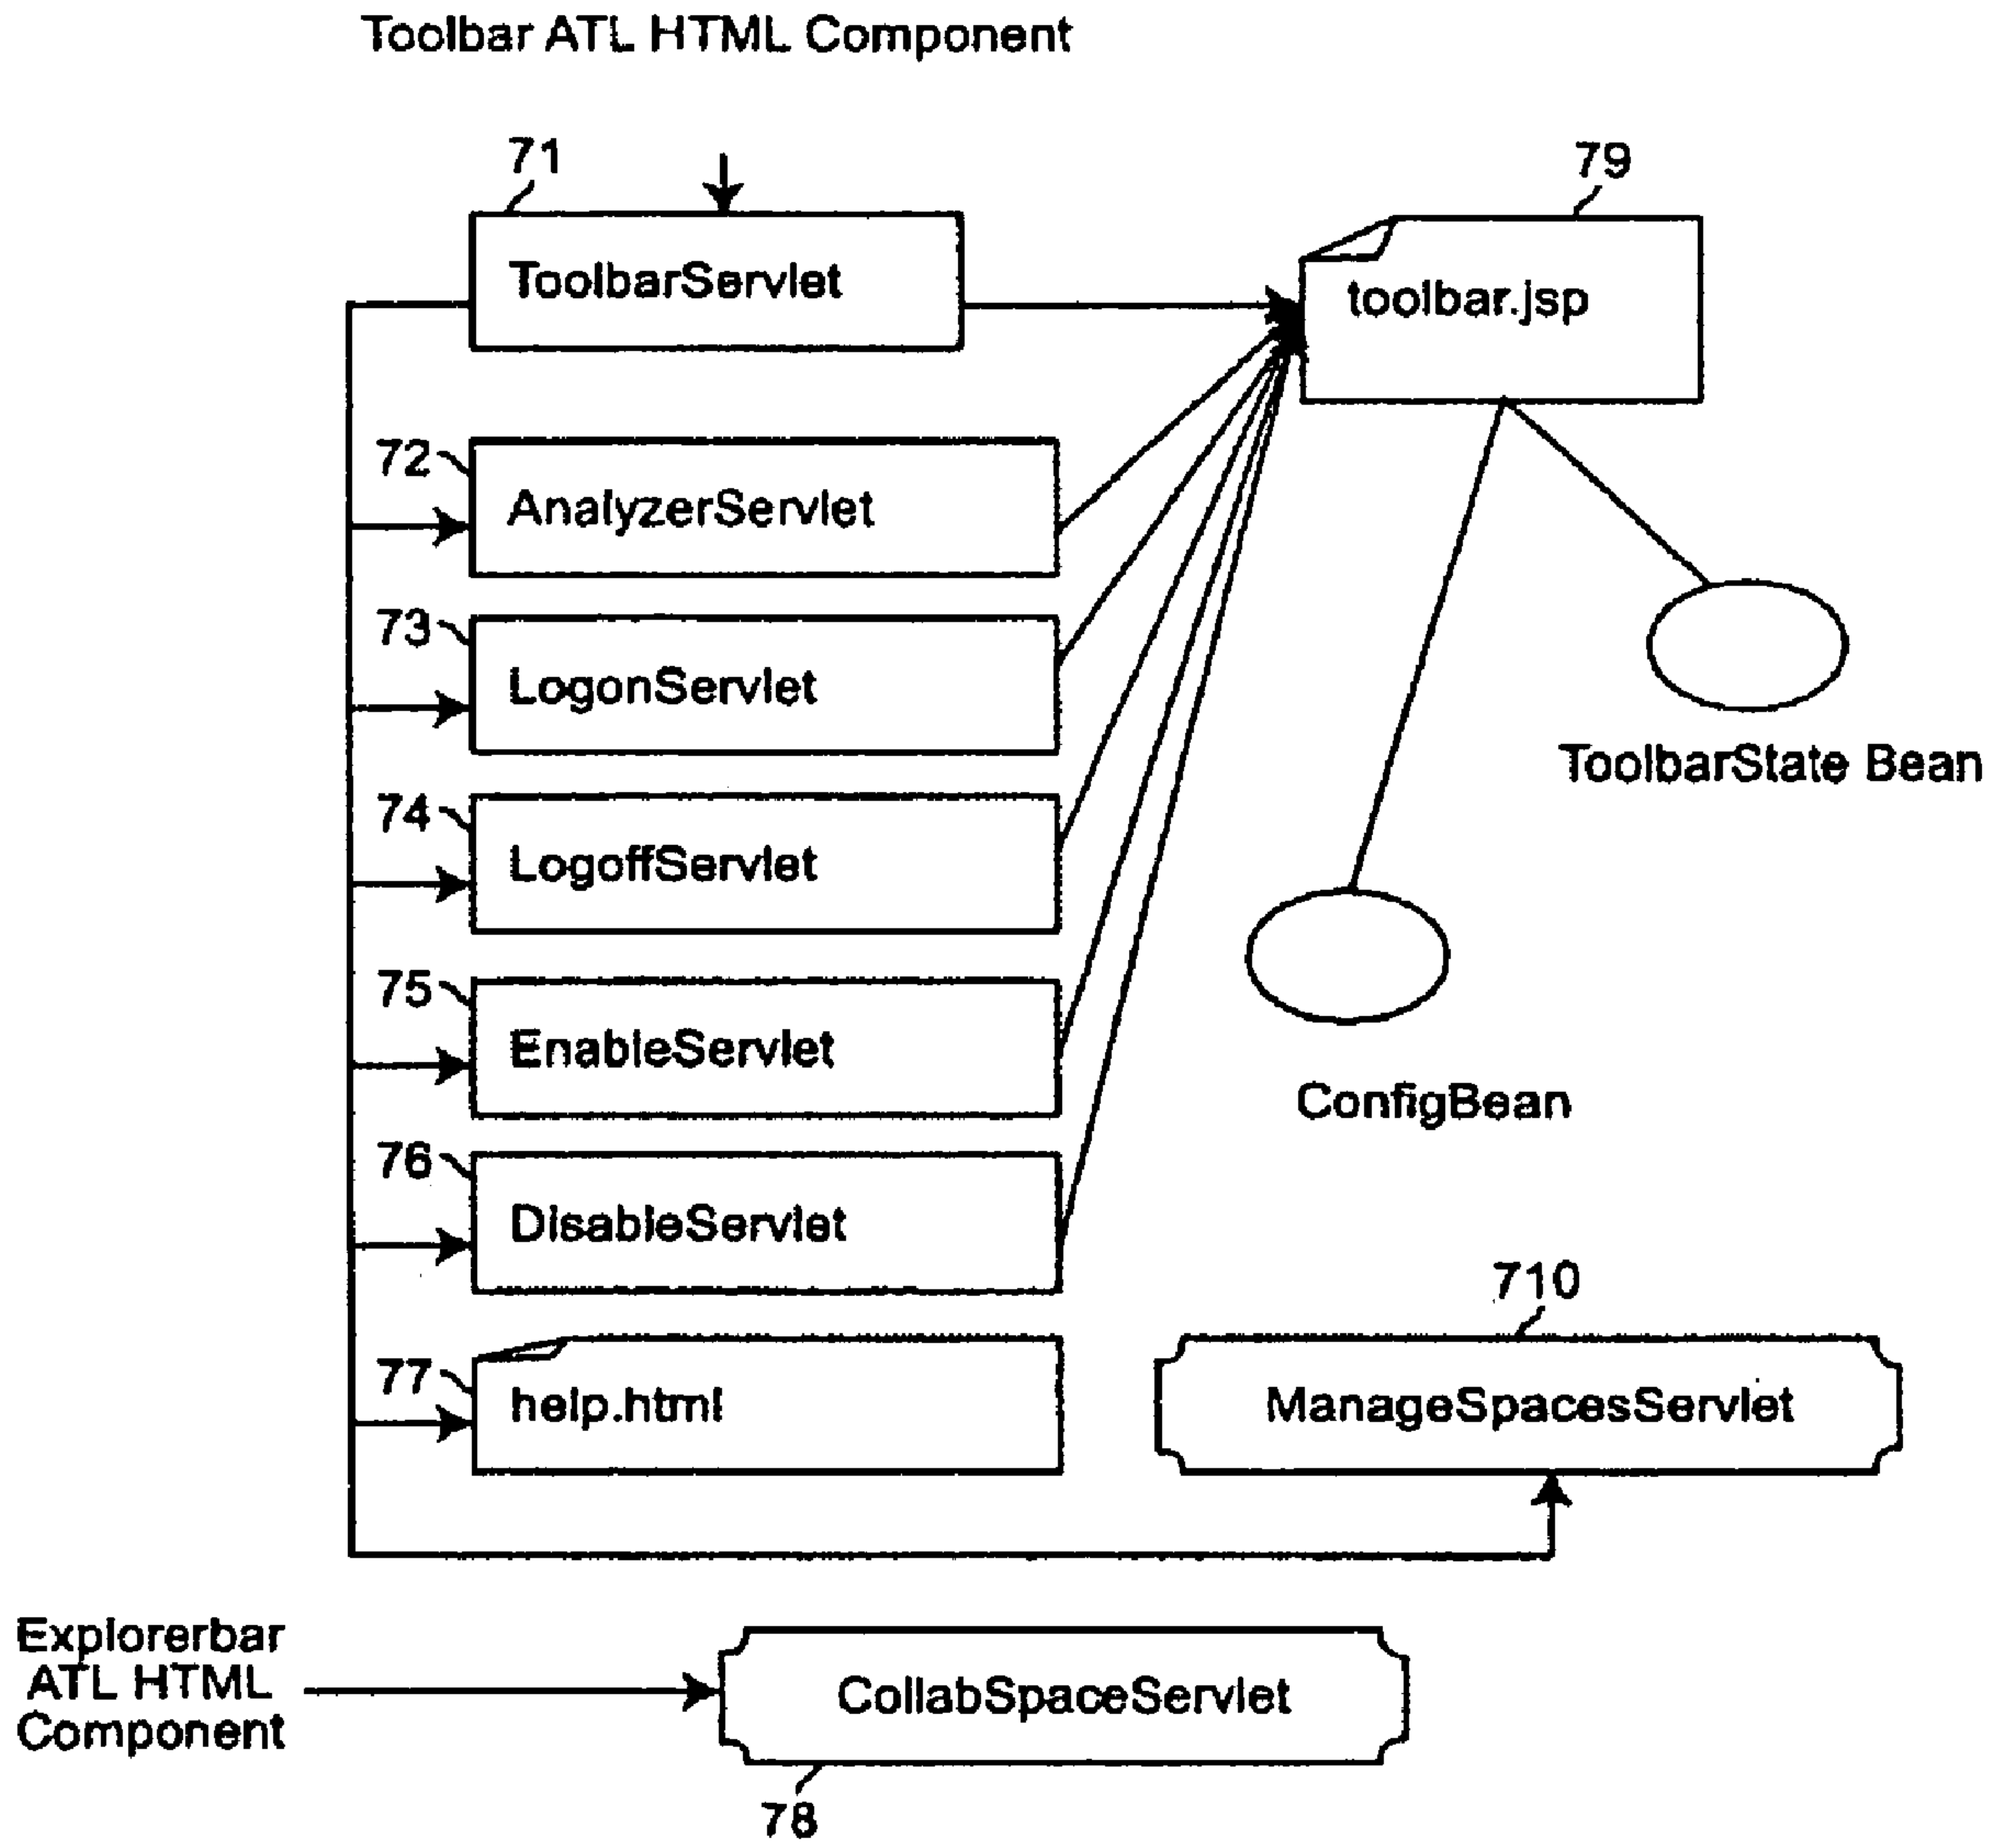 Toolbar ATL HTML Component
71
79
ToolbarServlet
toolbar.jsp
72
AnalyzerServlet
73
LogonServlet
ToolbarState Bean
74
LogoffServlet
75
EnableServlet
ConfigBean
76
DisableServlet
710
77
help.html
ManageSpacesServlet
Explorerbar
ATL HTML
Component
CollabSpaceServlet
78